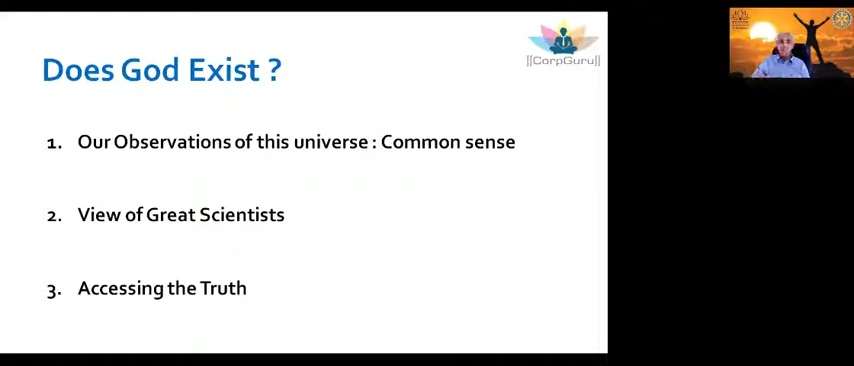 Does God Exist ?
||CorpGuru||
1. Our Observations of this universe : Common sense
2. View of Great Scientists
3. Accessing the Truth